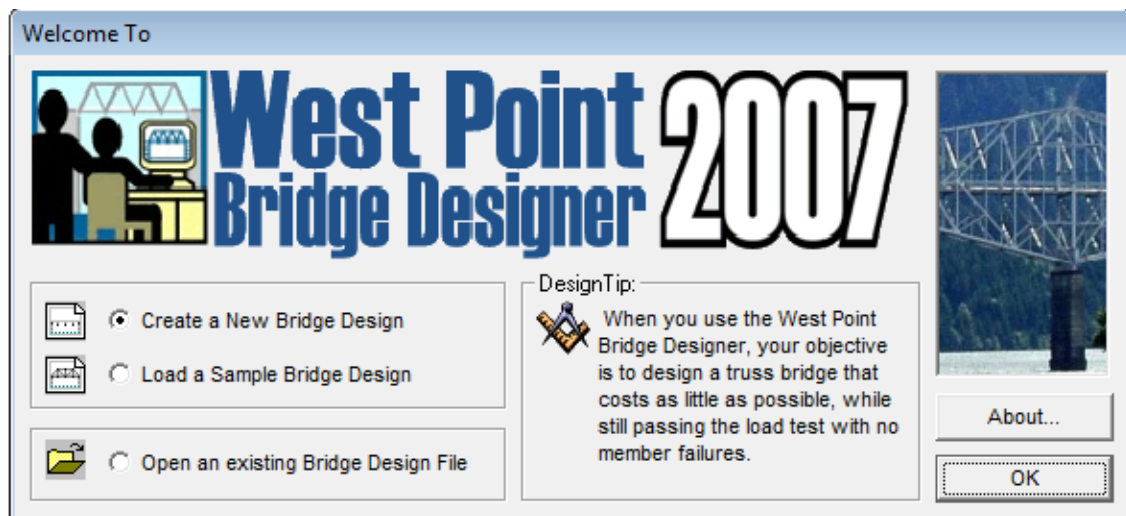 Welcome To
West Point
Bridge Designer
2007
Create a New Bridge Design
Load a Sample Bridge Design
Open an existing Bridge Design File
DesignTip:
When you use the West Point
Bridge Designer, your objective
is to design a truss bridge that
costs as little as possible, while
still passing the load test with no
member failures.
About...
OK